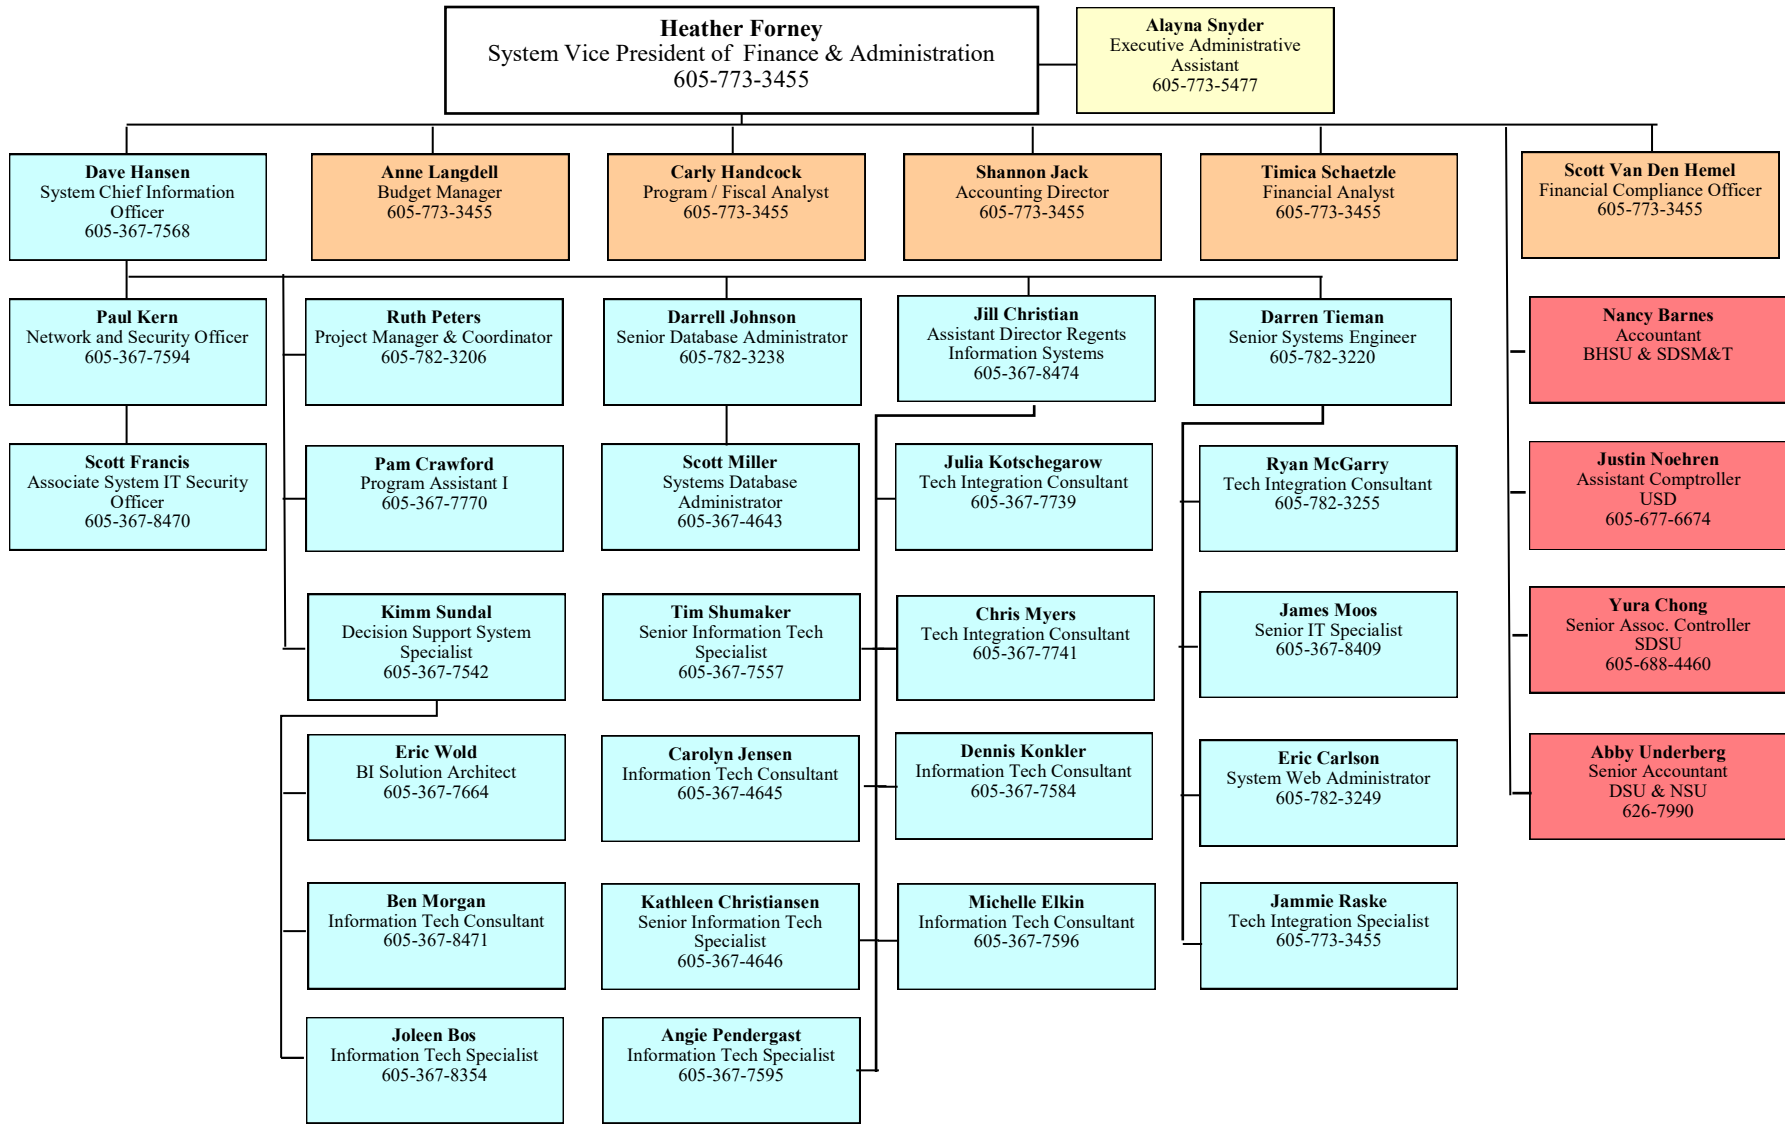 Heather Forney
System Vice President of  Finance & Administration
605-773-3455
Alayna Snyder
Executive Administrative
Assistant
605-773-5477
Dave Hansen
System Chief Information
Officer
605-367-7568
Anne Langdell
Budget Manager
605-773-3455
Carly Handcock
Program / Fiscal Analyst
605-773-3455
Shannon Jack
Accounting Director
605-773-3455
Timica Schaetzle
Financial Analyst
605-773-3455
Scott Van Den Hemel
Financial Compliance Officer
605-773-3455
Paul Kern
Network and Security Officer
605-367-7594
Ruth Peters
Project Manager & Coordinator
605-782-3206
Darrell Johnson
Senior Database Administrator
605-782-3238
Jill Christian
Assistant Director Regents
Information Systems
605-367-8474
Darren Tieman
Senior Systems Engineer
605-782-3220
Nancy Barnes
Accountant
BHSU & SDSM&T
Scott Francis
Associate System IT Security
Officer
605-367-8470
Pam Crawford
Program Assistant I
605-367-7770
Scott Miller
Systems Database
Administrator
605-367-4643
Julia Kotschegarow
Tech Integration Consultant
605-367-7739
Ryan McGarry
Tech Integration Consultant
605-782-3255
Justin Noehren
Assistant Comptroller
USD
605-677-6674
Kimm Sundal
Decision Support System
Specialist
605-367-7542
Tim Shumaker
Senior Information Tech
Specialist
605-367-7557
Chris Myers
Tech Integration Consultant
605-367-7741
James Moos
Senior IT Specialist
605-367-8409
Yura Chong
Senior Assoc. Controller
SDSU
605-688-4460
Eric Wold
BI Solution Architect
605-367-7664
Carolyn Jensen
Information Tech Consultant
605-367-4645
Dennis Konkler
Information Tech Consultant
605-367-7584
Eric Carlson
System Web Administrator
605-782-3249
Abby Underberg
Senior Accountant
DSU & NSU
626-7990
Ben Morgan
Information Tech Consultant
605-367-8471
Kathleen Christiansen
Senior Information Tech
Specialist
605-367-4646
Michelle Elkin
Information Tech Consultant
605-367-7596
Jammie Raske
Tech Integration Specialist
605-773-3455
Joleen Bos
Information Tech Specialist
605-367-8354
Angie Pendergast
Information Tech Specialist
605-367-7595